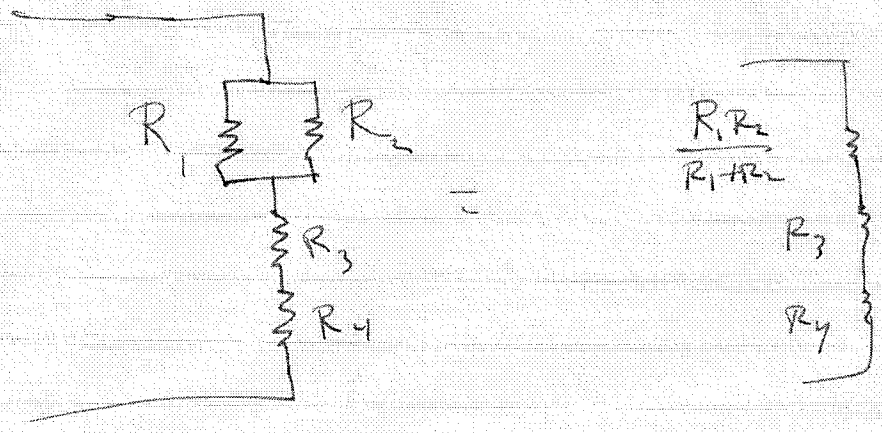 R₁ R₂
R₃
R₄
=
R₁R₂
R₁+R₂
R₃
R₄